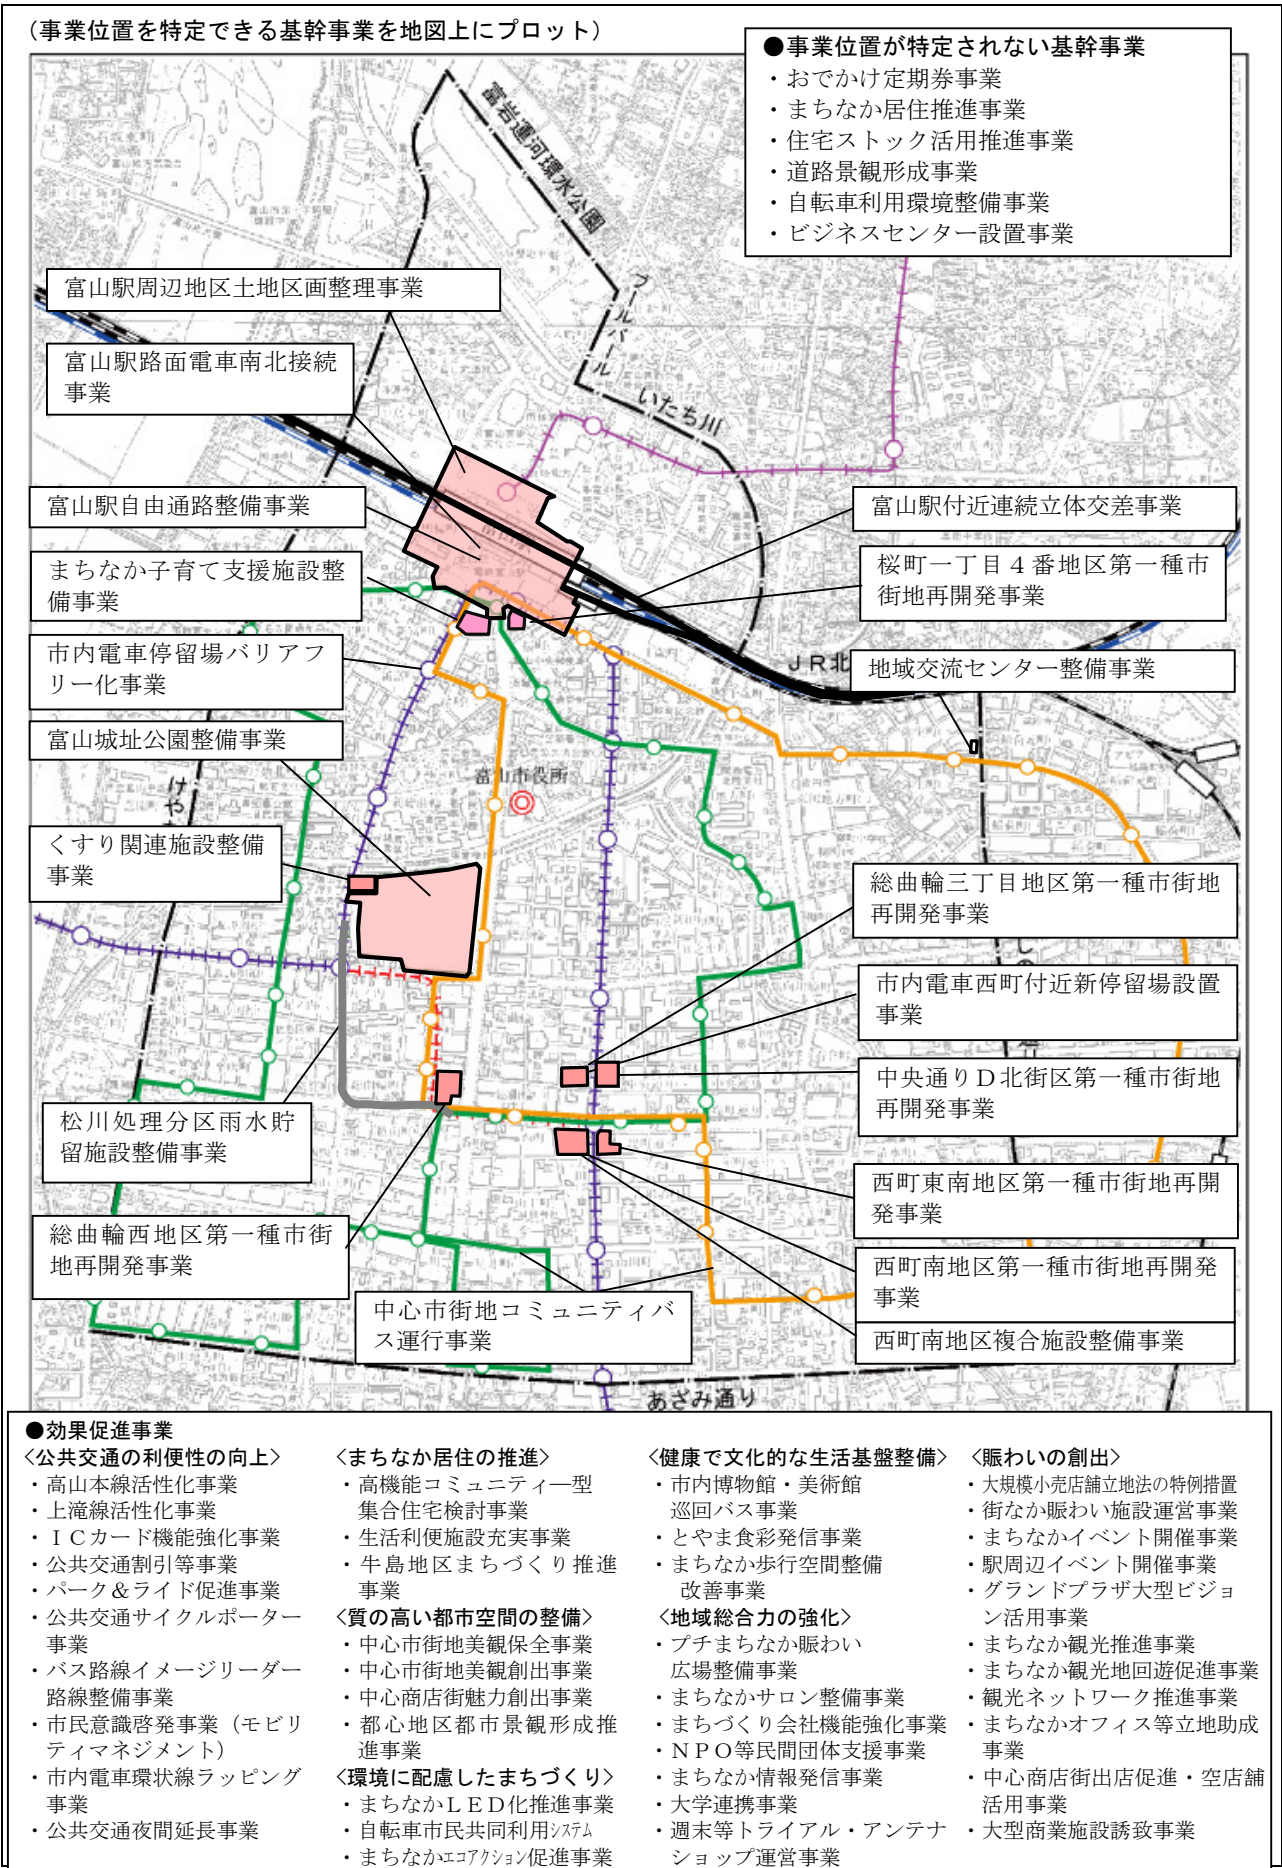 （事業位置を特定できる基幹事業を地図上にプロット）
●事業位置が特定されない基幹事業
・おでかけ定期券事業
・まちなか居住推進事業
・住宅ストック活用推進事業
・道路景観形成事業
・自転車利用環境整備事業
・ビジネスセンター設置事業
富岩運河環水公園
ブールバール
いたち川
富山駅周辺地区土地区画整理事業
富山駅路面電車南北接続
事業
富山駅自由通路整備事業
まちなか子育て支援施設整
備事業
市内電車停留場バリアフ
リー化事業
富山城址公園整備事業
くすり関連施設整備
事業
富山駅付近連続立体交差事業
桜町一丁目４番地区第一種市
街地再開発事業
ＪＲ北
地域交流センター整備事業
富山市役所
けや
総曲輪三丁目地区第一種市街地
再開発事業
市内電車西町付近新停留場設置
事業
中央通りＤ北街区第一種市街地
再開発事業
松川処理分区雨水貯
留施設整備事業
西町東南地区第一種市街地再開
発事業
総曲輪西地区第一種市街
地再開発事業
西町南地区第一種市街地再開発
事業
中心市街地コミュニティバ
ス運行事業
西町南地区複合施設整備事業
あざみ通り
●効果促進事業
〈公共交通の利便性の向上〉
・高山本線活性化事業
・上滝線活性化事業
・ＩＣカード機能強化事業
・公共交通割引等事業
・パーク＆ライド促進事業
・公共交通サイクルポーター
事業
・バス路線イメージリーダー
路線整備事業
・市民意識啓発事業（モビリ
ティマネジメント）
・市内電車環状線ラッピング
事業
・公共交通夜間延長事業
〈まちなか居住の推進〉
・高機能コミュニティ―型
集合住宅検討事業
・生活利便施設充実事業
・牛島地区まちづくり推進
事業
〈質の高い都市空間の整備〉
・中心市街地美観保全事業
・中心市街地美観創出事業
・中心商店街魅力創出事業
・都心地区都市景観形成推
進事業
〈環境に配慮したまちづくり〉
・まちなかＬＥＤ化推進事業
・自転車市民共同利用ｼｽﾃﾑ
・まちなかｴｺｱｸｼｮﾝ促進事業
〈健康で文化的な生活基盤整備〉
・市内博物館・美術館
巡回バス事業
・とやま食彩発信事業
・まちなか歩行空間整備
改善事業
〈地域総合力の強化〉
・プチまちなか賑わい
広場整備事業
・まちなかサロン整備事業
・まちづくり会社機能強化事業
・ＮＰＯ等民間団体支援事業
・まちなか情報発信事業
・大学連携事業
・週末等トライアル・アンテナ
ショップ運営事業
〈賑わいの創出〉
・大規模小売店舗立地法の特例措置
・街なか賑わい施設運営事業
・まちなかイベント開催事業
・駅周辺イベント開催事業
・グランドプラザ大型ビジョ
ン活用事業
・まちなか観光推進事業
・まちなか観光地回遊促進事業
・観光ネットワーク推進事業
・まちなかオフィス等立地助成
事業
・中心商店街出店促進・空店舗
活用事業
・大型商業施設誘致事業